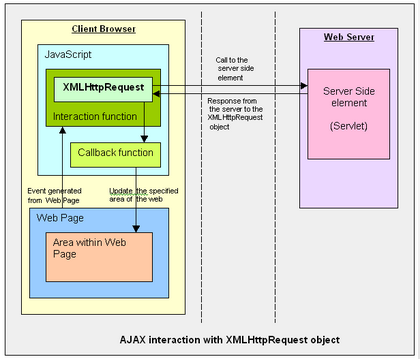 Client Browser
JavaScript
XMLHttpRequest
Interaction function
Callback function
Event generated
from Web Page
Update the specified
area of the web
Web Page
Area within Web
Page
Call to the
server side
element
Response from
the server to the
XMLHttpRequest
object
Web Server
Server Side
element
(Servlet)
AJAX interaction with XMLHttpRequest object